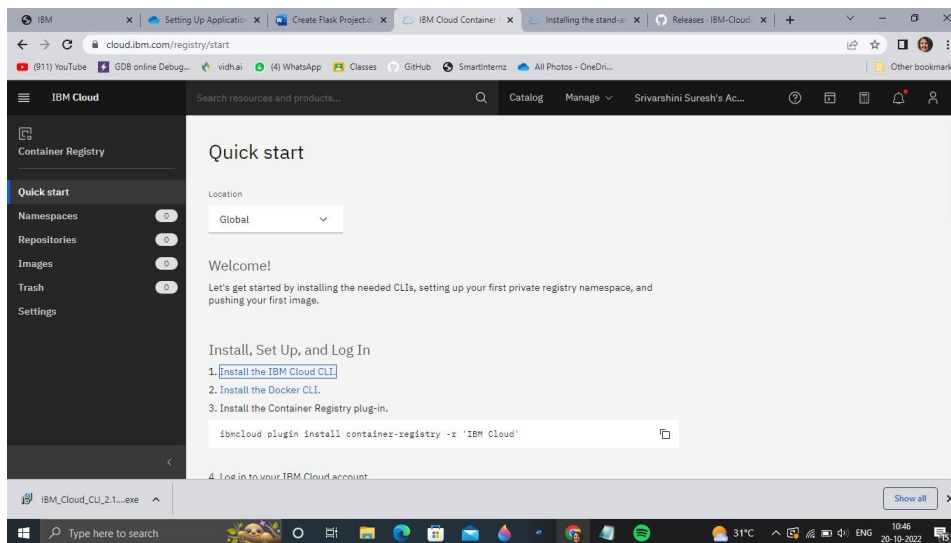 IBM
Setting Up Application
Create Flask Project.d
IBM Cloud Container
Installing the stand-al
Releases · IBM-Cloud/
cloud.ibm.com/registry/start
(911) YouTube
GDB online Debug...
vidh.ai
(4) WhatsApp
Classes
GitHub
SmartInternz
All Photos - OneDri...
Other bookmark
IBM Cloud
Search resources and products...
Catalog
Manage
Srivarshini Suresh's Ac...
Container Registry
Quick start
Namespaces 0
Repositories 0
Images 0
Trash 0
Settings
Quick start
Location
Global
Welcome!
Let's get started by installing the needed CLIs, setting up your first private registry namespace, and
pushing your first image.
Install, Set Up, and Log In
1. Install the IBM Cloud CLI.
2. Install the Docker CLI.
3. Install the Container Registry plug-in.
ibmcloud plugin install container-registry -r 'IBM Cloud'
4. Log in to your IBM Cloud account.
IBM_Cloud_CLI_2.1....exe
Show all
Type here to search
31°C
ENG
10:46
20-10-2022